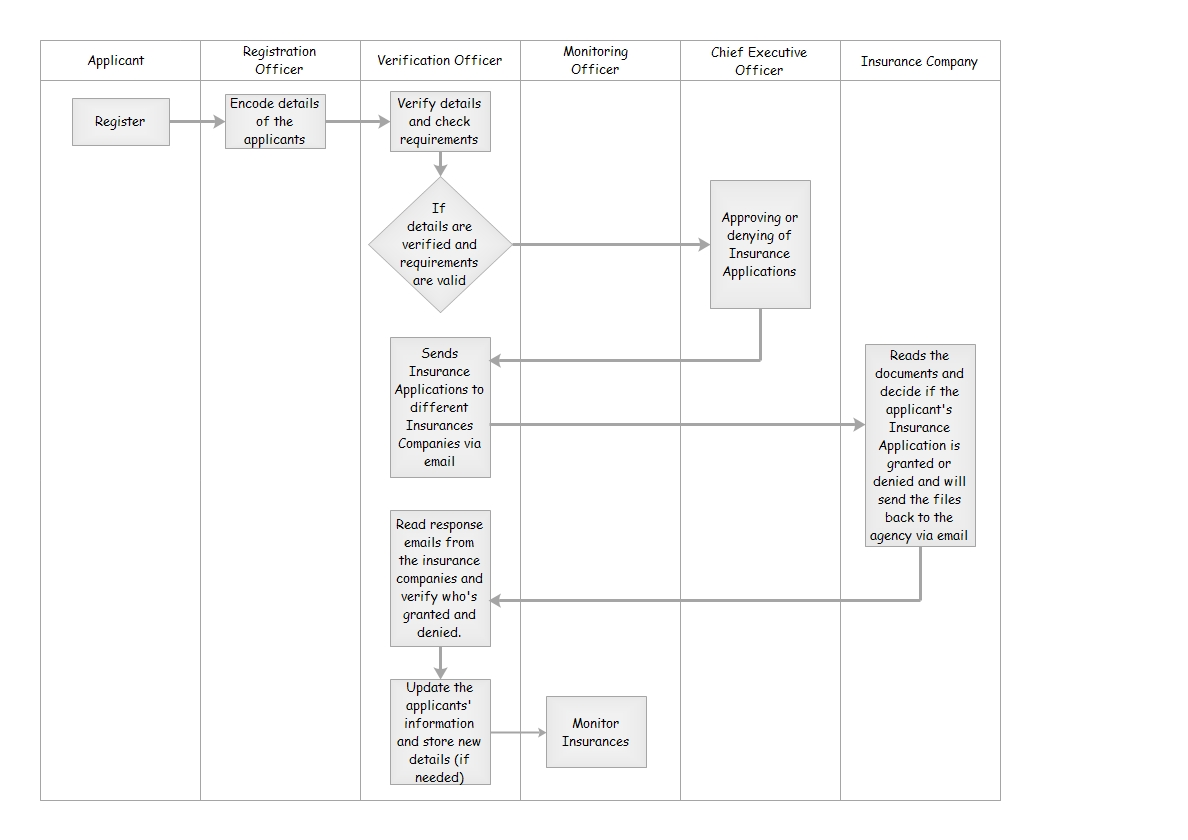 Applicant
Registration
Officer
Verification Officer
Monitoring
Officer
Chief Executive
Officer
Insurance Company
Register
Encode details
of the
applicants
Verify details
and check
requirements
If
details are
verified and
requirements
are valid
Approving or
denying of
Insurance
Applications
Sends
Insurance
Applications to
different
Insurances
Companies via
email
Reads the
documents and
decide if the
applicant's
Insurance
Application is
granted or
denied and will
send the files
back to the
agency via email
Read response
emails from
the insurance
companies and
verify who's
granted and
denied.
Update the
applicants'
information
and store new
details (if
needed)
Monitor
Insurances